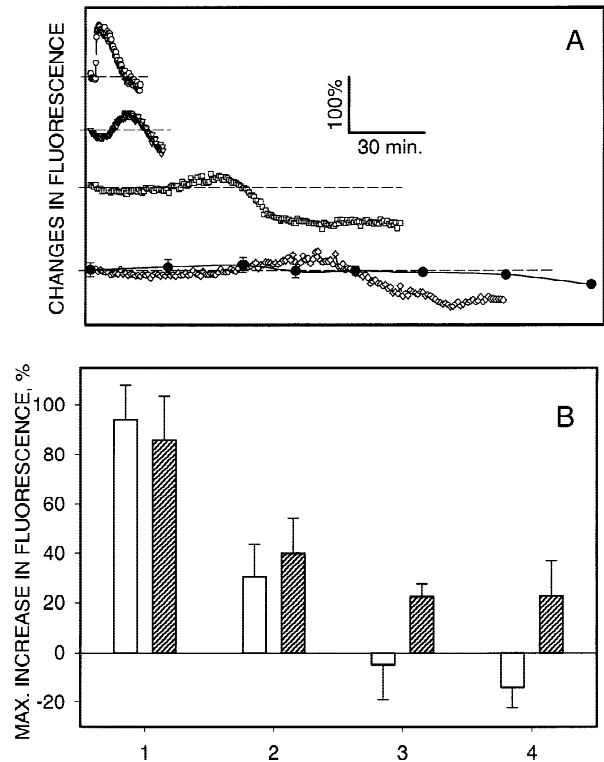 A
CHANGES IN FLUORESCENCE
100%
30 min.
B
MAX. INCREASE IN FLUORESCENCE, %
100
80
60
40
20
0
-20
1 2 3 4